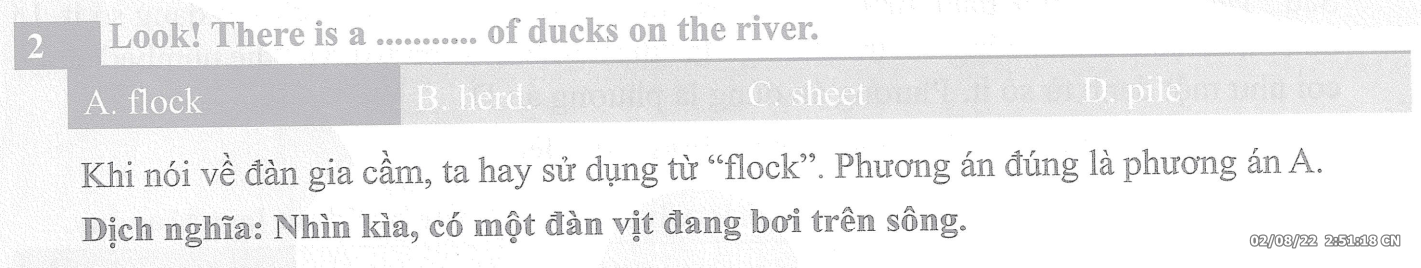 2
Look! There is a ........... of ducks on the river.
A. flock B. herd. C. sheet D. pile
Khi nói về đàn gia cầm, ta hay sử dụng từ “flock”. Phương án đúng là phương án A.
Dịch nghĩa: Nhìn kìa, có một đàn vịt đang bơi trên sông.
02/08/22 2:51:18 CN